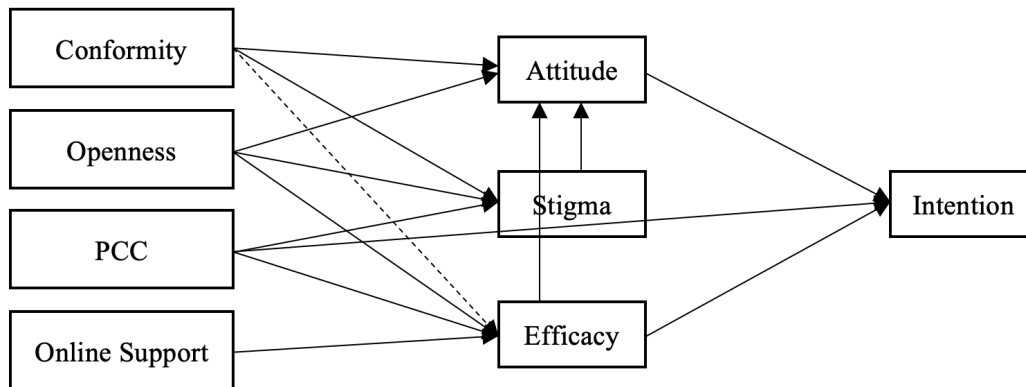 Conformity
Openness
PCC
Online Support
Attitude
Stigma
Efficacy
Intention